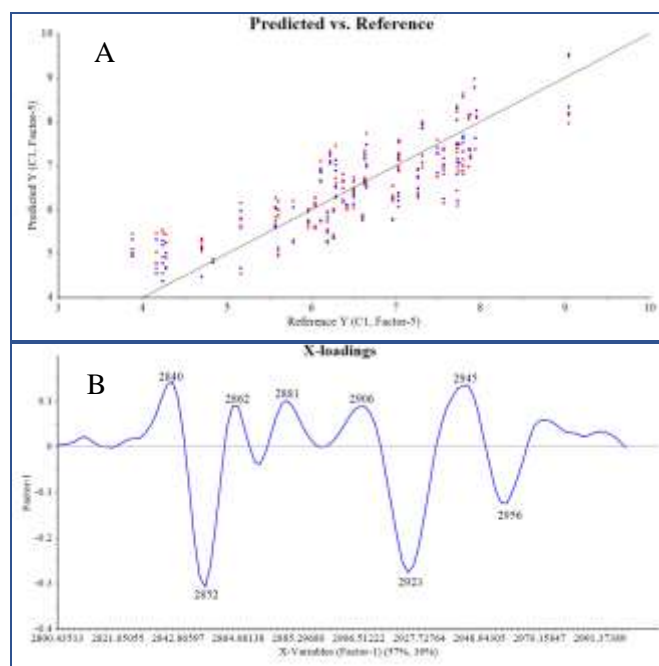 Predicted vs. Reference
A
10
9
8
7
6
5
4
Predicted Y (C1, Factor-5)
3 4 5 6 7 8 9 10
Reference Y (C1, Factor-5)
X-loadings
B
2840
2862
2881
2906
2945
0.1
0
-0.1
-0.2
-0.3
-0.4
Factor-1
2956
2923
2852
X-Variables (Factor-1) (57%, 39%)